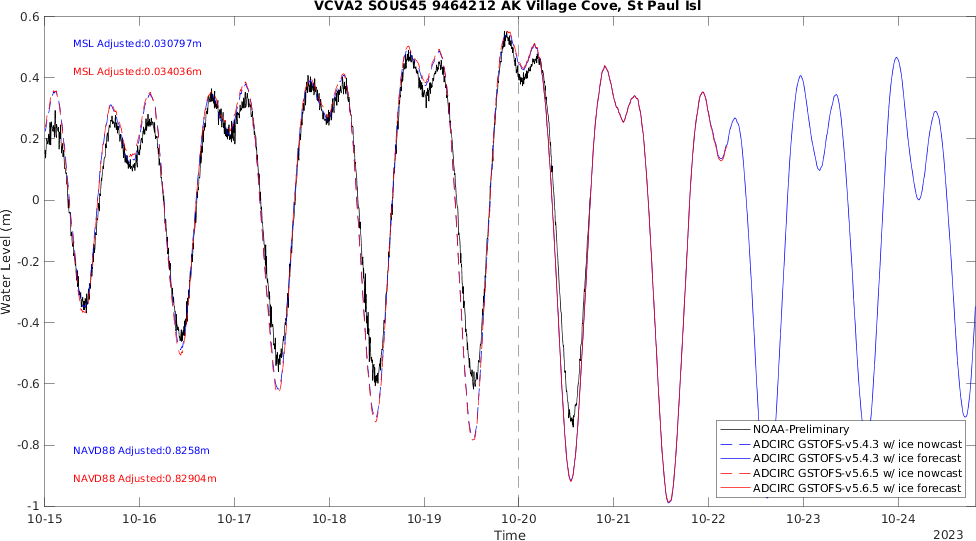 VCVA2 SOUS45 9464212 AK Village Cove, St Paul Isl
0.6
0.4
0.2
0
-0.2
-0.4
-0.6
-0.8
-1
Water Level (m)
MSL Adjusted:0.030797m
MSL Adjusted:0.034036m
NAVD88 Adjusted:0.8258m
NAVD88 Adjusted:0.82904m
NOAA-Preliminary
ADCIRC GSTOFS-v5.4.3 w/ ice nowcast
ADCIRC GSTOFS-v5.4.3 w/ ice forecast
ADCIRC GSTOFS-v5.6.5 w/ ice nowcast
ADCIRC GSTOFS-v5.6.5 w/ ice forecast
10-15 10-16 10-17 10-18 10-19 10-20 10-21 10-22 10-23 10-24
Time
2023